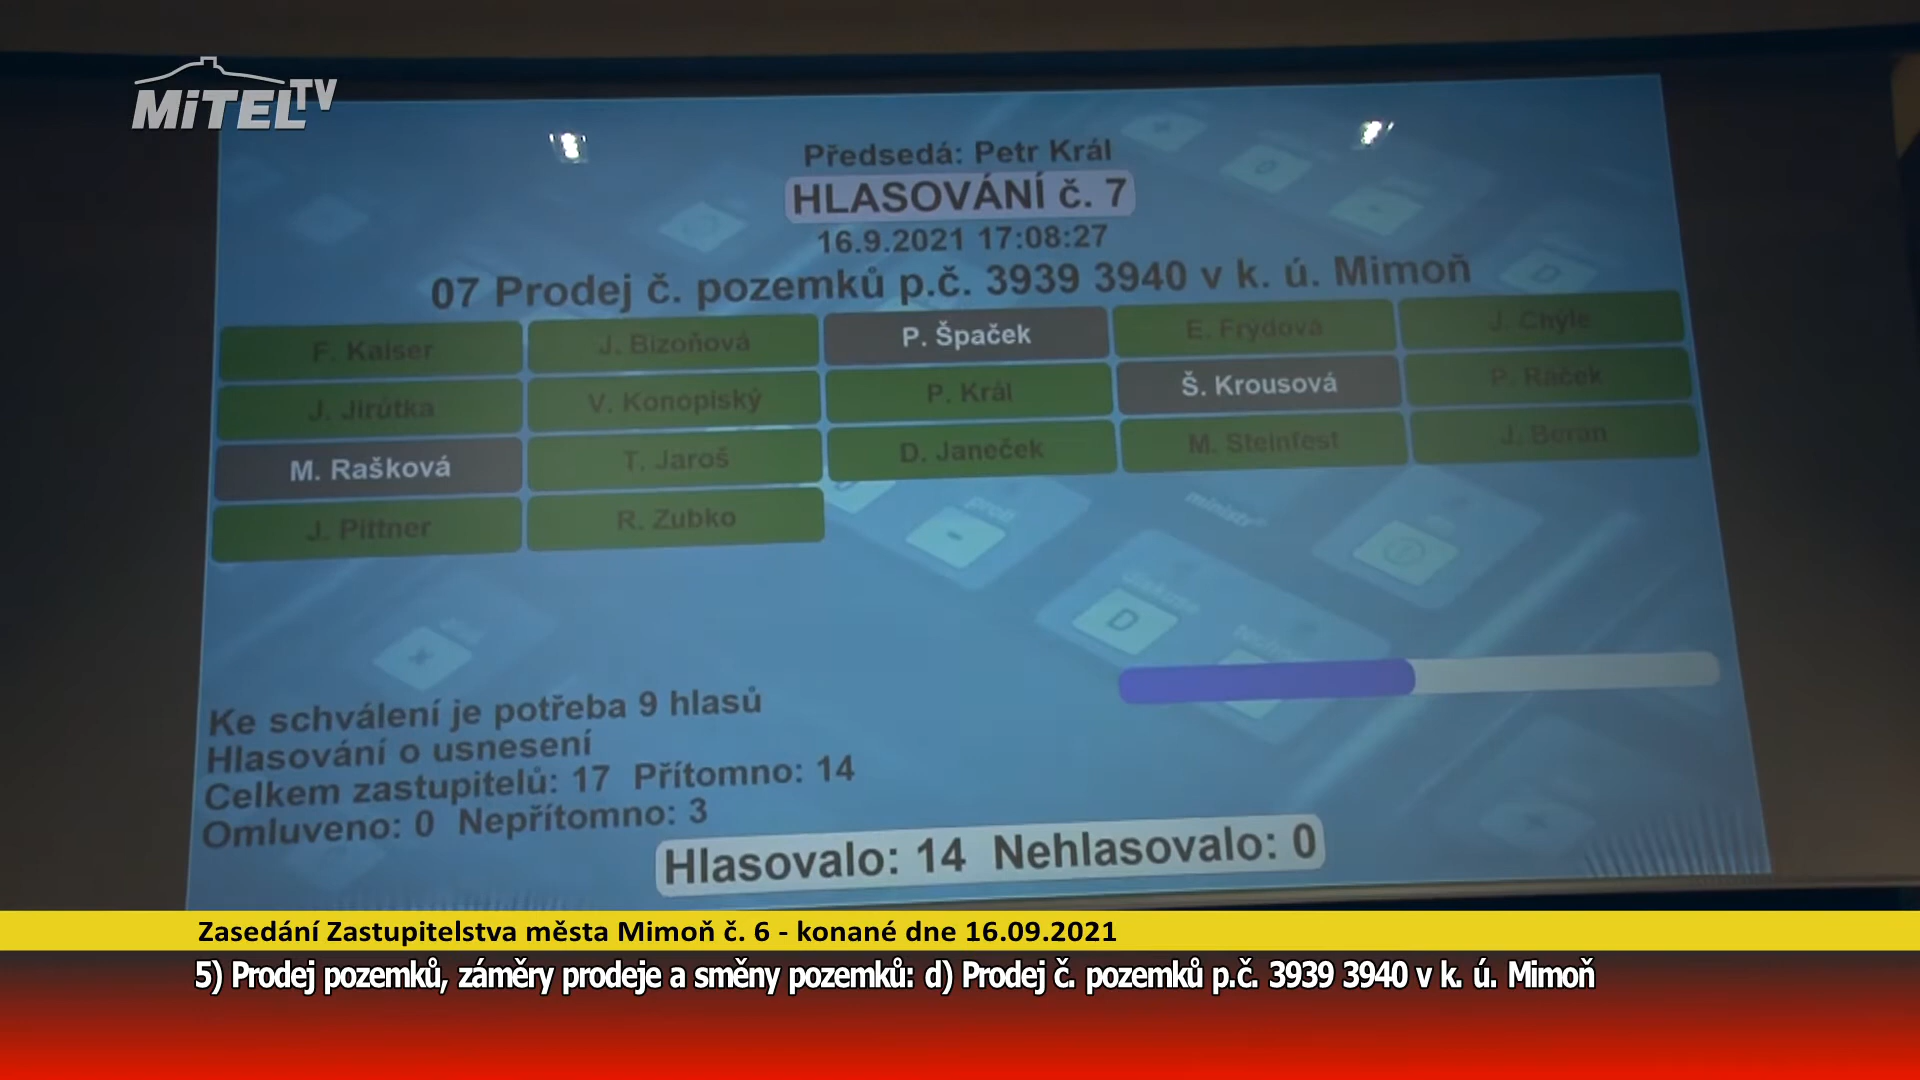 MiTEL TV
Předsedá: Petr Král
HLASOVÁNÍ č. 7
16.9.2021 17:08:27
07 Prodej č. pozemků p.č. 3939 3940 v k. ú. Mimoň
F. Kaiser J. Bizoňová P. Špaček E. Frýdová J. Chýle
J. Jirůtka V. Konopiský P. Král Š. Krousová P. Ráček
M. Rašková T. Jaroš D. Janeček M. Steinfest J. Beran
J. Pittner R. Zubko
proti
D
Ke schválení je potřeba 9 hlasů
Hlasování o usnesení
Celkem zastupitelů: 17 Přítomno: 14
Omluveno: 0 Nepřítomno: 3
Hlasovalo: 14 Nehlasovalo: 0
Zasedání Zastupitelstva města Mimoň č. 6 - konané dne 16.09.2021
5) Prodej pozemků, záměry prodeje a směny pozemků: d) Prodej č. pozemků p.č. 3939 3940 v k. ú. Mimoň